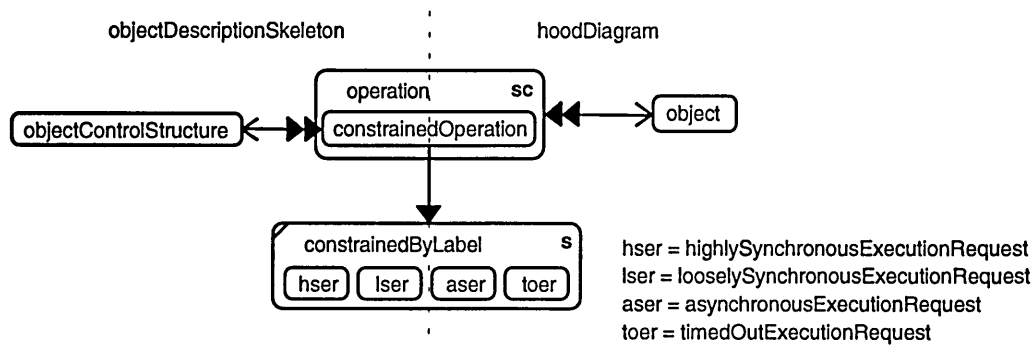 objectDescriptionSkeleton hoodDiagram
operation sc
objectControlStructure constrainedOperation object
constrainedByLabel s
hser lser aser toer
hser = highlySynchronousExecutionRequest
lser = looselySynchronousExecutionRequest
aser = asynchronousExecutionRequest
toer = timedOutExecutionRequest